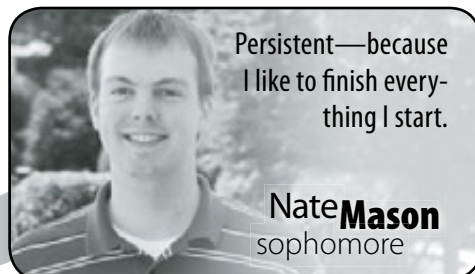 Persistent—because
I like to finish every-
thing I start.
Nate Mason
sophomore